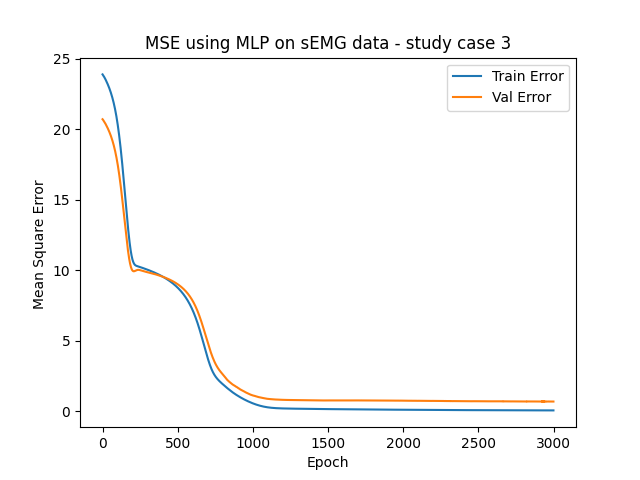 MSE using MLP on sEMG data - study case 3
Train Error
Val Error
Mean Square Error
25
20
15
10
5
0
0 500 1000 1500 2000 2500 3000
Epoch